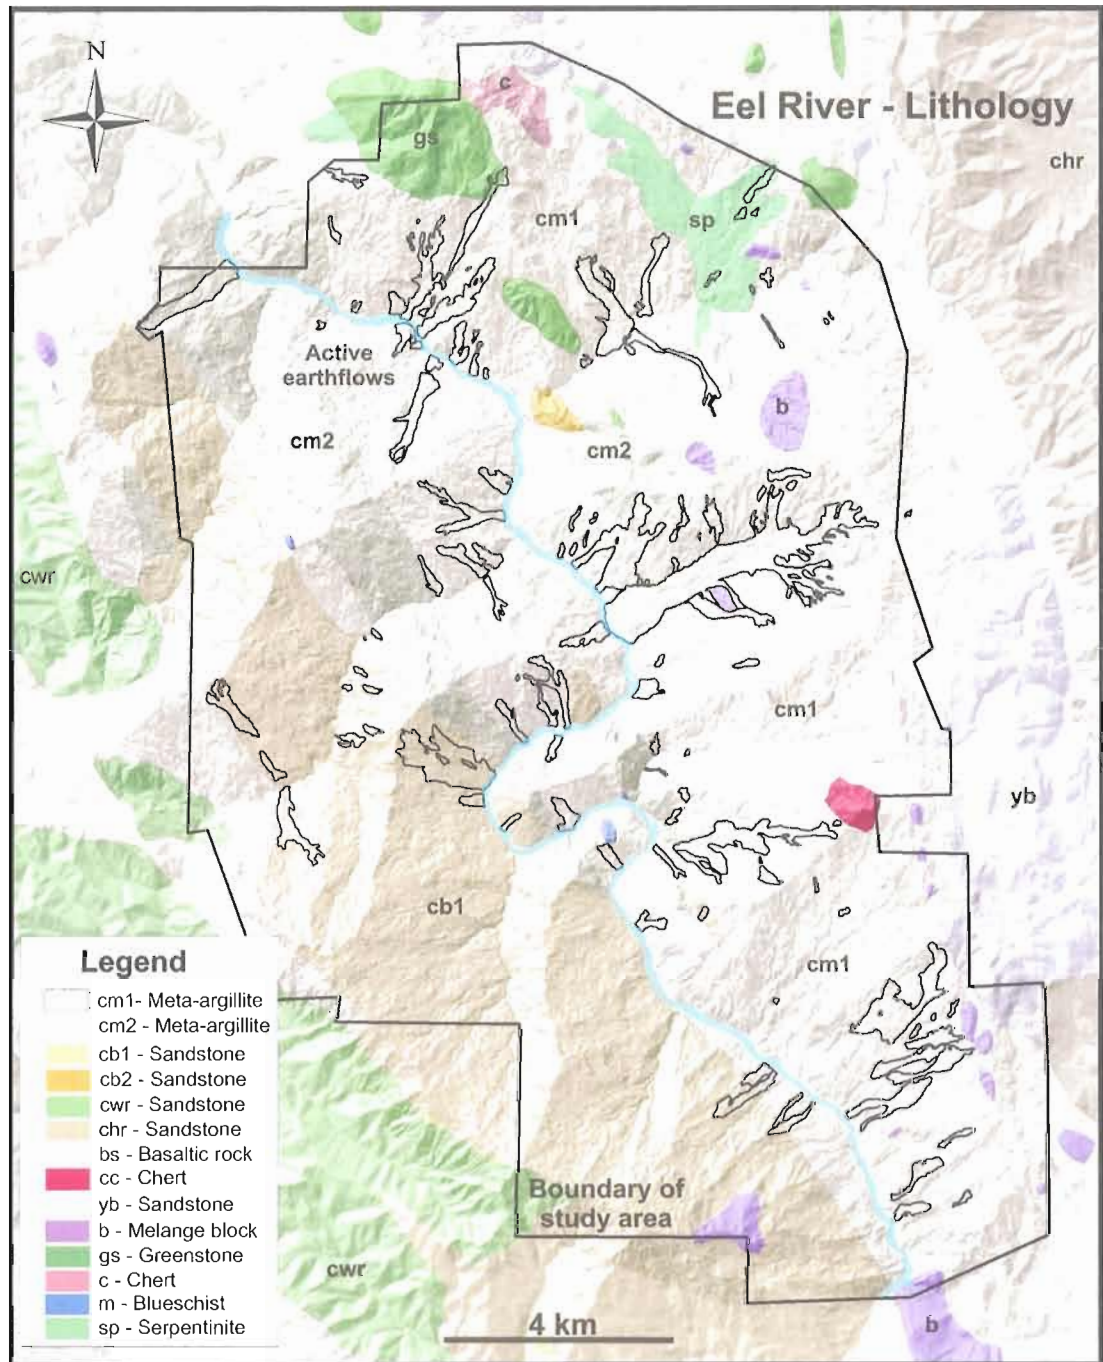 N
c
Eel River - Lithology
gs
chr
cm1
sp
Active
earthflows
b
cm2
cm2
cwr
cm1
yb
cb1
cm1
Legend
cm1- Meta-argillite
cm2 - Meta-argillite
cb1 - Sandstone
cb2 - Sandstone
cwr - Sandstone
chr - Sandstone
bs - Basaltic rock
cc - Chert
yb - Sandstone
b - Melange block
gs - Greenstone
c - Chert
m - Blueschist
sp - Serpentinite
Boundary of
study area
cwr
4 km
b